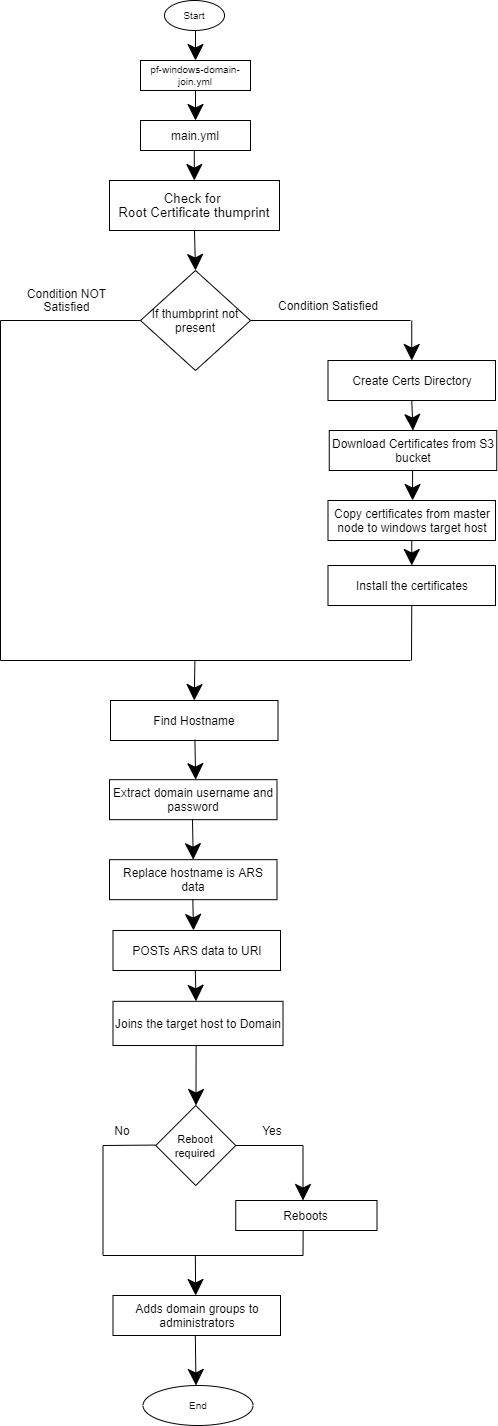 Start
pf-windows-domain-
join.yml
main.yml
Check for
Root Certificate thumprint
Condition NOT
Satisfied
If thumbprint not
present
Condition Satisfied
Create Certs Directory
Download Certificates from S3
bucket
Copy certificates from master
node to windows target host
Install the certificates
Find Hostname
Extract domain username and
password
Replace hostname is ARS
data
POSTs ARS data to URI
Joins the target host to Domain
No
Reboot
required
Yes
Reboots
Adds domain groups to
administrators
End